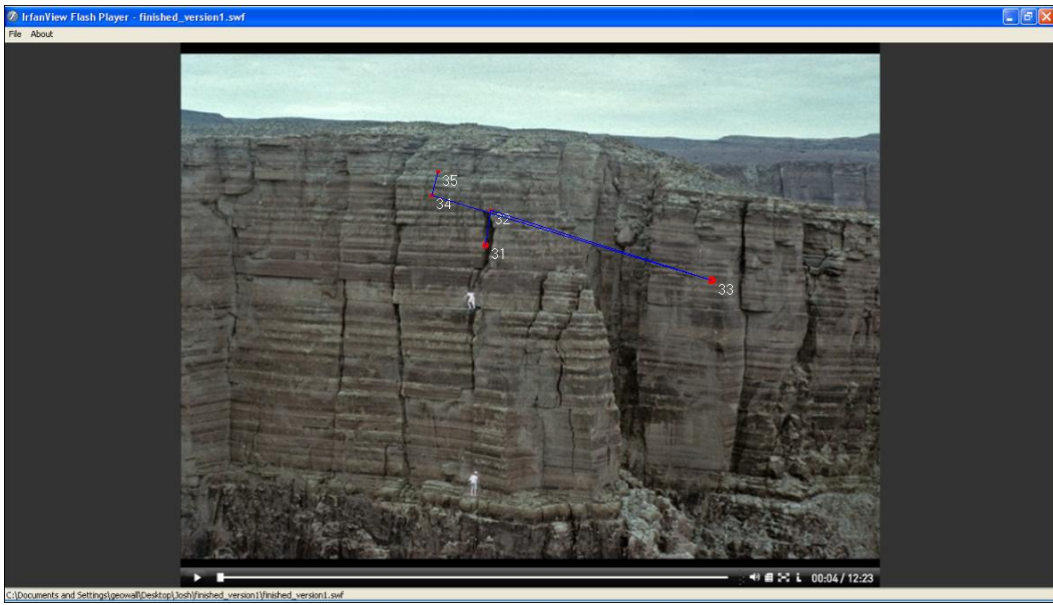 IrfanView Flash Player - finished_version1.swf
File About
35
34
32
31
33
00:04 / 12:23
C:\Documents and Settings\geowall\Desktop\Josh\finished_version1\finished_version1.swf